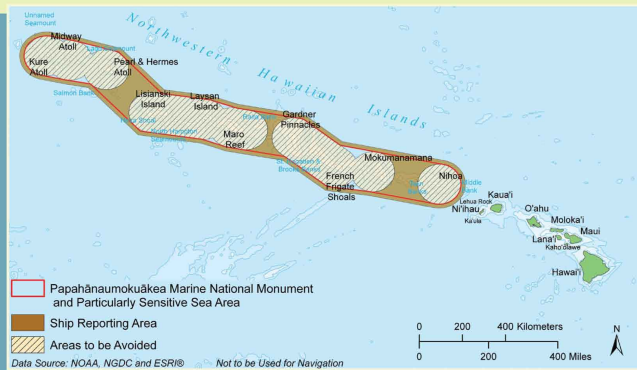 Unnamed
Seamount
Northwestern Hawaiian Islands
Midway
Atoll
Kure
Atoll
Pearl & Hermes
Atoll
Salmon Bank
Lisianski
Island
Laysan
Island
Maro
Reef
Gardner
Pinnacles
Mokumanamana
French
Frigate
Shoals
Nihoa
Kaua'i
Lehua Rock
Ni'ihau
Ka'ula
O'ahu
Moloka'i
Lana'i
Maui
Kaho'olawe
Hawai'i
Papahānaumokuākea Marine National Monument
and Particularly Sensitive Sea Area
Ship Reporting Area
Areas to be Avoided
0 200 400 Kilometers
0 200 400 Miles
N
Data Source: NOAA, NGDC and ESRI® Not to be Used for Navigation